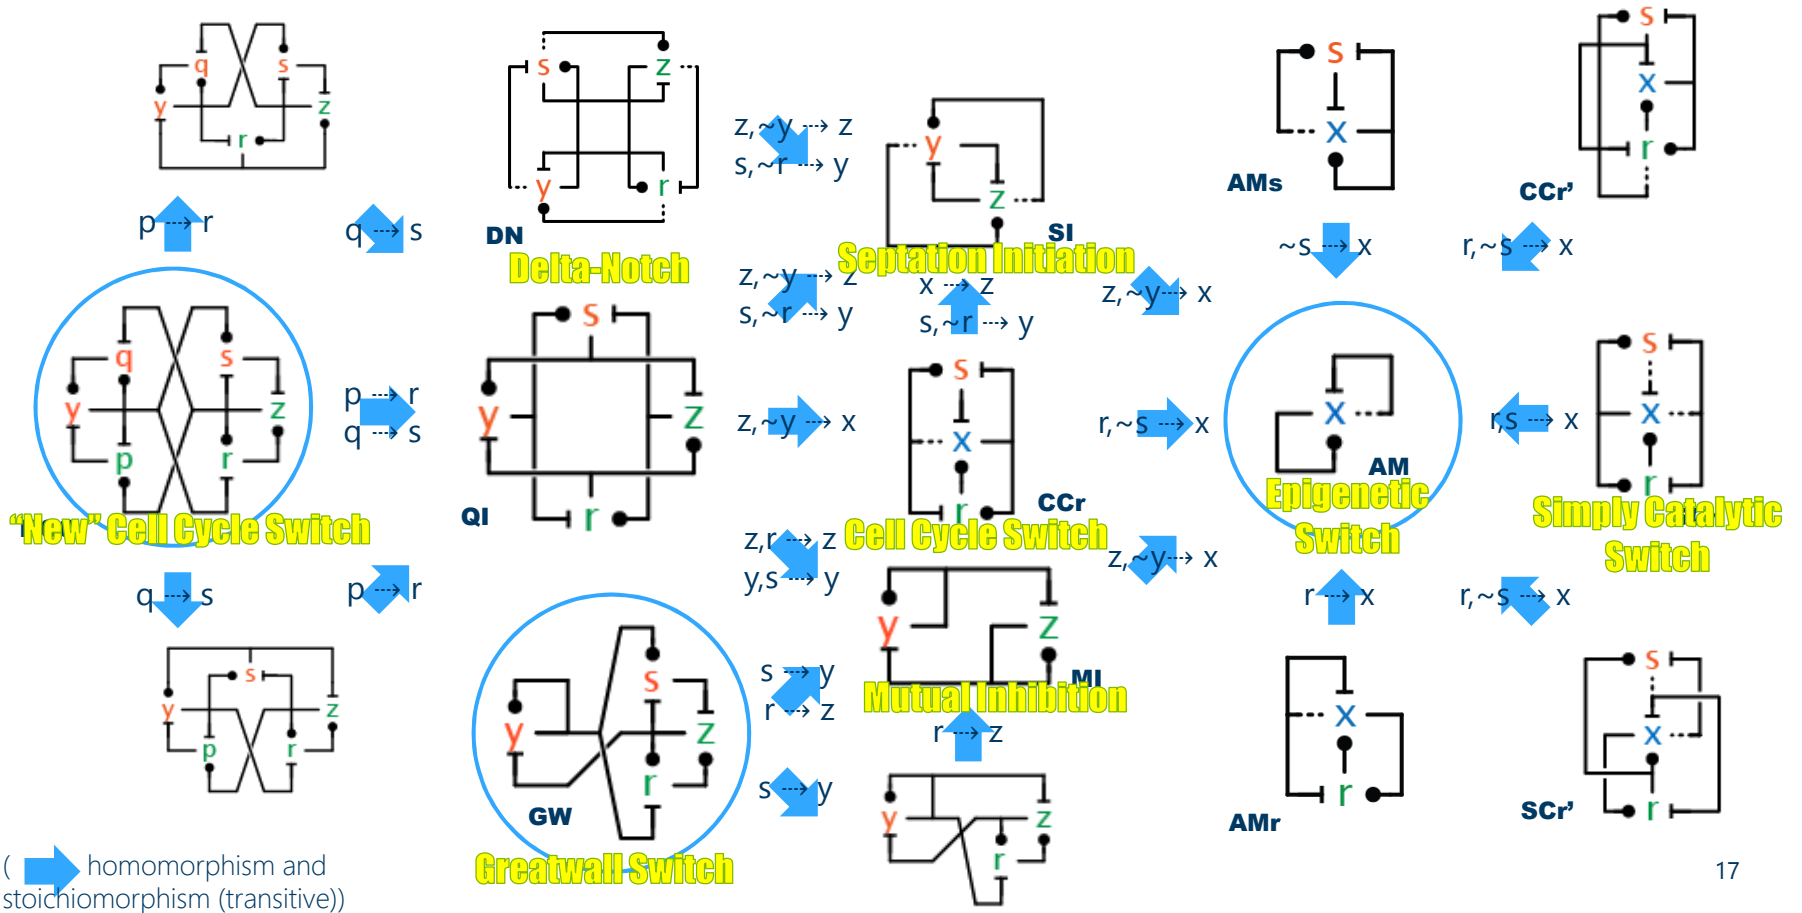 q s
y z
r
p ⇢ r
q ⇢ s
q s
y z
p r
"New" Cell Cycle Switch
p ⇢ r
q ⇢ s
q ⇢ s
p ⇢ r
s
y z
p r
( homomorphism and
stoichiomorphism (transitive))
s z
y r
DN
Delta-Notch
s
y z
r
QI
y s z
r
GW
Greatwall Switch
z,~y ⇢ z
s,~r ⇢ y
z,~y ⇢ z
s,~r ⇢ y
z,~y ⇢ x
z,r ⇢ z
y,s ⇢ y
s ⇢ y
r ⇢ z
s ⇢ y
y
z
SI
Septation Initiation
x ⇢ z
s,~r ⇢ y
s
x
r
CCr
Cell Cycle Switch
y z
MI
Mutual Inhibition
r ⇢ z
y z
r
z,~y ⇢ x
r,~s ⇢ x
z,~y ⇢ x
s
x
AMs
~s ⇢ x
x
AM
Epigenetic
Switch
r ⇢ x
x
r
AMr
s
x
r
CCr'
r,~s ⇢ x
r,s ⇢ x
s
x
r
Simply Catalytic
Switch
r,~s ⇢ x
s
x
r
SCr'
17